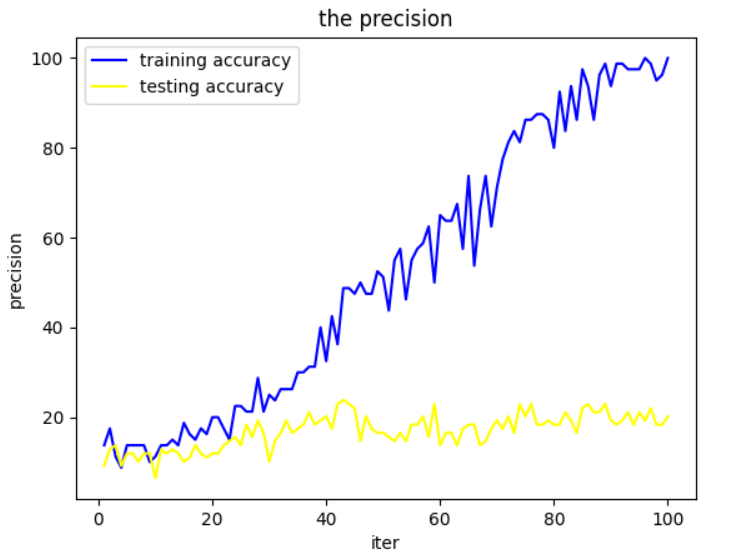 the precision
training accuracy
testing accuracy
100
80
60
40
20
precision
0 20 40 60 80 100
iter